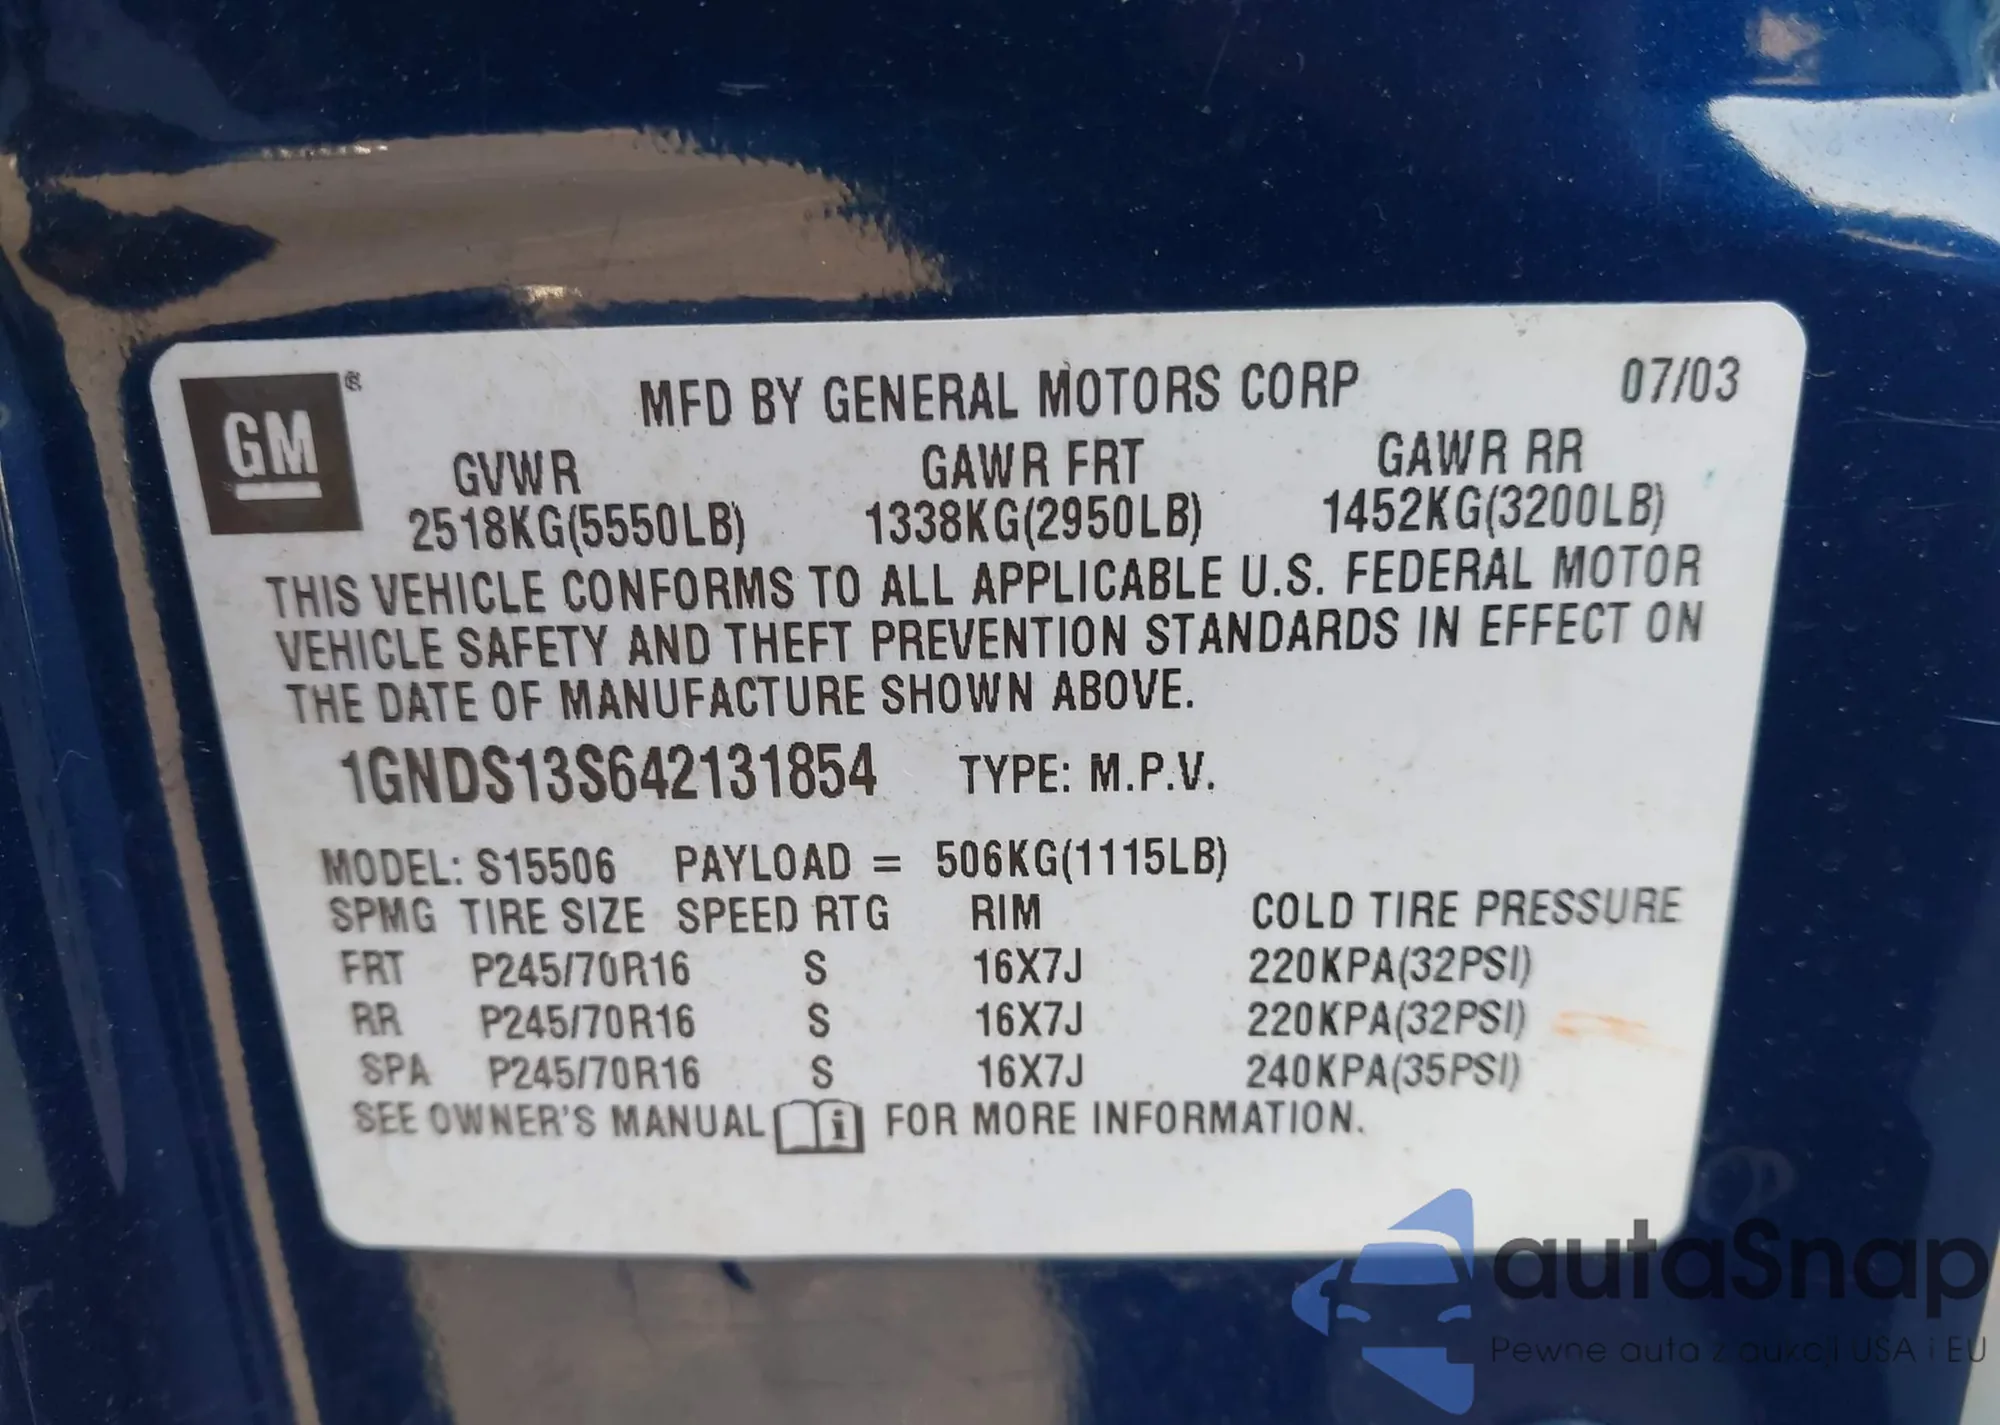 GM®
MFD BY GENERAL MOTORS CORP 07/03
GVWR GAWR FRT GAWR RR
2518KG(5550LB) 1338KG(2950LB) 1452KG(3200LB)
THIS VEHICLE CONFORMS TO ALL APPLICABLE U.S. FEDERAL MOTOR
VEHICLE SAFETY AND THEFT PREVENTION STANDARDS IN EFFECT ON
THE DATE OF MANUFACTURE SHOWN ABOVE.
1GNDS13S642131854 TYPE: M.P.V.
MODEL: S15506 PAYLOAD = 506KG(1115LB)
SPMG TIRE SIZE SPEED RTG RIM COLD TIRE PRESSURE
FRT P245/70R16 S 16X7J 220KPA(32PSI)
RR P245/70R16 S 16X7J 220KPA(32PSI)
SPA P245/70R16 S 16X7J 240KPA(35PSI)
SEE OWNER'S MANUAL i FOR MORE INFORMATION.
autaSnap
Pewne auta z aukcji USA i EU